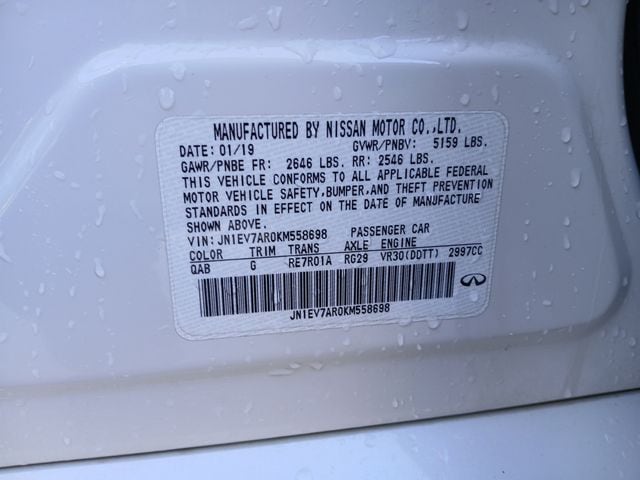 MANUFACTURED BY NISSAN MOTOR CO.,LTD.
DATE: 01/19 GVWR/PNBV: 5159 LBS.
GAWR/PNBE FR: 2646 LBS. RR: 2546 LBS.
THIS VEHICLE CONFORMS TO ALL APPLICABLE FEDERAL
MOTOR VEHICLE SAFETY, BUMPER, AND THEFT PREVENTION
STANDARDS IN EFFECT ON THE DATE OF MANUFACTURE
SHOWN ABOVE.
VIN: JN1EV7AR0KM558698 PASSENGER CAR
COLOR TRIM TRANS AXLE ENGINE
QAB G RE7R01A RG29 VR30(DDTT) 2997CC
JN1EV7AR0KM558698